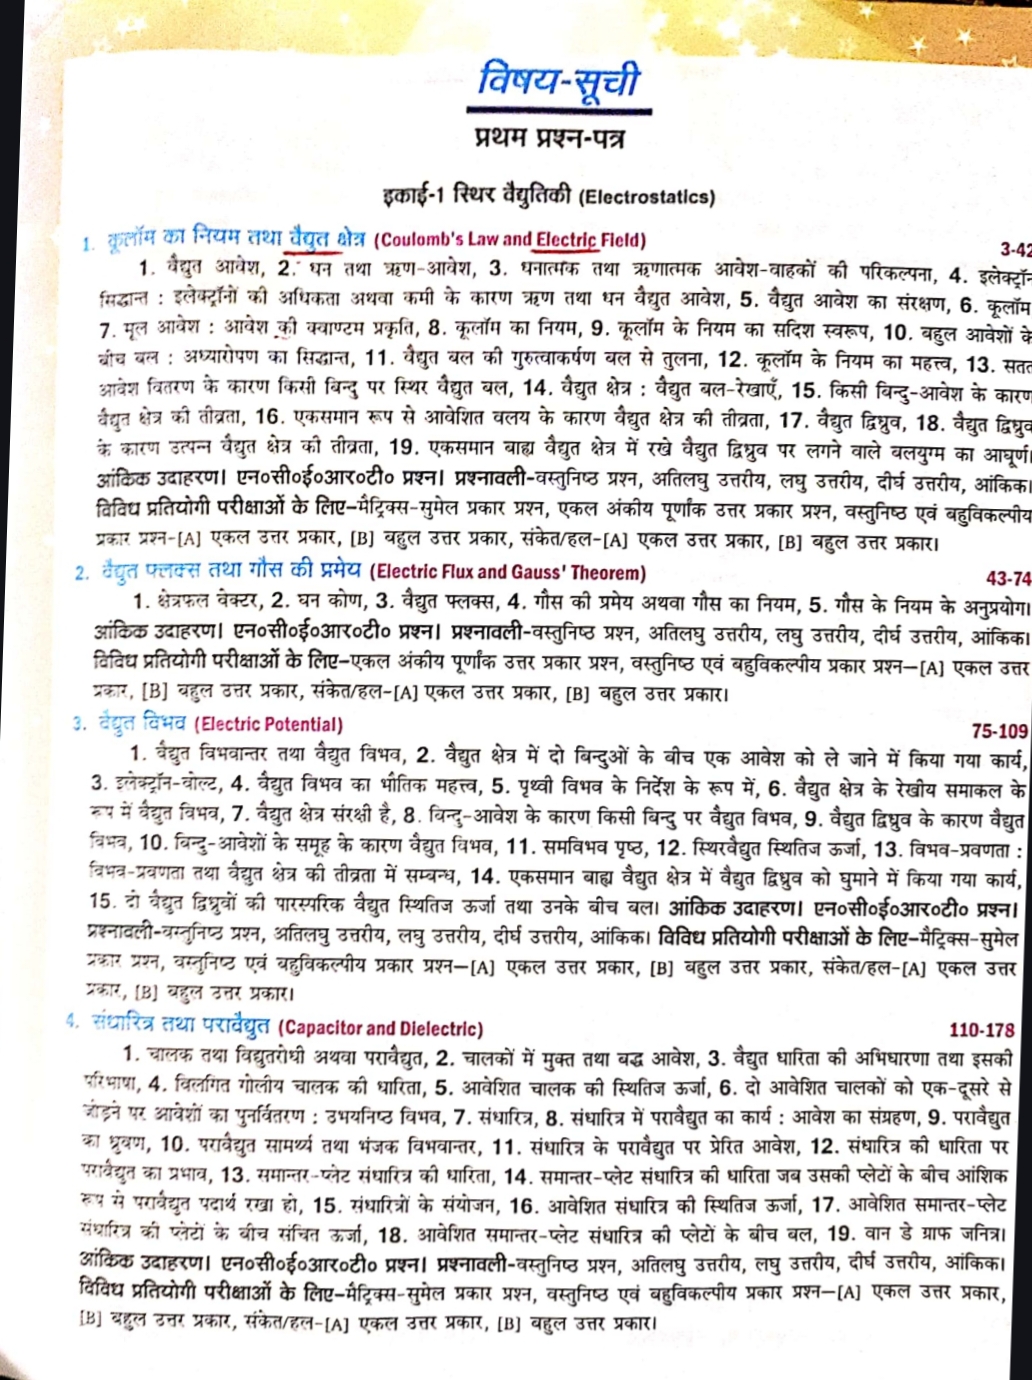 विषय-सूची
प्रथम प्रश्न-पत्र
इकाई-1 स्थिर वैद्युतिकी (Electrostatics)
1. कूलॉम का नियम तथा वैद्युत क्षेत्र (Coulomb's Law and Electric Field) 3-42
1. वैद्युत आवेश, 2. धन तथा ऋण-आवेश, 3. धनात्मक तथा ऋणात्मक आवेश-वाहकों की परिकल्पना, 4. इलेक्ट्रॉन
सिद्धान्त : इलेक्ट्रॉनों की अधिकता अथवा कमी के कारण ऋण तथा धन वैद्युत आवेश, 5. वैद्युत आवेश का संरक्षण, 6. कूलॉम,
7. मूल आवेश : आवेश की क्वाण्टम प्रकृति, 8. कूलॉम का नियम, 9. कूलॉम के नियम का सदिश स्वरूप, 10. बहुल आवेशों के
बीच बल : अध्यारोपण का सिद्धान्त, 11. वैद्युत बल की गुरुत्वाकर्षण बल से तुलना, 12. कूलॉम के नियम का महत्त्व, 13. सतत
आवेश वितरण के कारण किसी बिन्दु पर स्थिर वैद्युत बल, 14. वैद्युत क्षेत्र : वैद्युत बल-रेखाएँ, 15. किसी बिन्दु-आवेश के कारण
वैद्युत क्षेत्र की तीव्रता, 16. एकसमान रूप से आवेशित वलय के कारण वैद्युत क्षेत्र की तीव्रता, 17. वैद्युत द्विध्रुव, 18. वैद्युत द्विध्रुव
के कारण उत्पन्न वैद्युत क्षेत्र की तीव्रता, 19. एकसमान बाह्य वैद्युत क्षेत्र में रखे वैद्युत द्विध्रुव पर लगने वाले बलयुग्म का आघूर्ण।
आंकिक उदाहरण। एन०सी०ई०आर०टी० प्रश्न। प्रश्नावली-वस्तुनिष्ठ प्रश्न, अतिलघु उत्तरीय, लघु उत्तरीय, दीर्घ उत्तरीय, आंकिक।
विविध प्रतियोगी परीक्षाओं के लिए-मैट्रिक्स-सुमेल प्रकार प्रश्न, एकल अंकीय पूर्णांक उत्तर प्रकार प्रश्न, वस्तुनिष्ठ एवं बहुविकल्पीय
प्रकार प्रश्न-[A] एकल उत्तर प्रकार, [B] बहुल उत्तर प्रकार, संकेत/हल-[A] एकल उत्तर प्रकार, [B] बहुल उत्तर प्रकार।
2. वैद्युत फ्लक्स तथा गौस की प्रमेय (Electric Flux and Gauss' Theorem) 43-74
1. क्षेत्रफल वेक्टर, 2. घन कोण, 3. वैद्युत फ्लक्स, 4. गौस की प्रमेय अथवा गौस का नियम, 5. गौस के नियम के अनुप्रयोग।
आंकिक उदाहरण। एन०सी०ई०आर०टी० प्रश्न। प्रश्नावली-वस्तुनिष्ठ प्रश्न, अतिलघु उत्तरीय, लघु उत्तरीय, दीर्घ उत्तरीय, आंकिक।
विविध प्रतियोगी परीक्षाओं के लिए-एकल अंकीय पूर्णांक उत्तर प्रकार प्रश्न, वस्तुनिष्ठ एवं बहुविकल्पीय प्रकार प्रश्न—[A] एकल उत्तर
प्रकार, [B] बहुल उत्तर प्रकार, संकेत/हल-[A] एकल उत्तर प्रकार, [B] बहुल उत्तर प्रकार।
3. वैद्युत विभव (Electric Potential) 75-109
1. वैद्युत विभवान्तर तथा वैद्युत विभव, 2. वैद्युत क्षेत्र में दो बिन्दुओं के बीच एक आवेश को ले जाने में किया गया कार्य,
3. इलेक्ट्रॉन-वोल्ट, 4. वैद्युत विभव का भौतिक महत्त्व, 5. पृथ्वी विभव के निर्देश के रूप में, 6. वैद्युत क्षेत्र के रेखीय समाकल के
रूप में वैद्युत विभव, 7. वैद्युत क्षेत्र संरक्षी है, 8. बिन्दु-आवेश के कारण किसी बिन्दु पर वैद्युत विभव, 9. वैद्युत द्विध्रुव के कारण वैद्युत
विभव, 10. बिन्दु-आवेशों के समूह के कारण वैद्युत विभव, 11. समविभव पृष्ठ, 12. स्थिरवैद्युत स्थितिज ऊर्जा, 13. विभव-प्रवणता :
विभव-प्रवणता तथा वैद्युत क्षेत्र की तीव्रता में सम्बन्ध, 14. एकसमान बाह्य वैद्युत क्षेत्र में वैद्युत द्विध्रुव को घुमाने में किया गया कार्य,
15. दो वैद्युत द्विध्रुवों की पारस्परिक वैद्युत स्थितिज ऊर्जा तथा उनके बीच बल। आंकिक उदाहरण। एन०सी०ई०आर०टी० प्रश्न।
प्रश्नावली-वस्तुनिष्ठ प्रश्न, अतिलघु उत्तरीय, लघु उत्तरीय, दीर्घ उत्तरीय, आंकिक। विविध प्रतियोगी परीक्षाओं के लिए-मैट्रिक्स-सुमेल
प्रकार प्रश्न, वस्तुनिष्ठ एवं बहुविकल्पीय प्रकार प्रश्न—[A] एकल उत्तर प्रकार, [B] बहुल उत्तर प्रकार, संकेत/हल-[A] एकल उत्तर
प्रकार, [B] बहुल उत्तर प्रकार।
4. संधारित्र तथा परावैद्युत (Capacitor and Dielectric) 110-178
1. चालक तथा विद्युतरोधी अथवा परावैद्युत, 2. चालकों में मुक्त तथा बद्ध आवेश, 3. वैद्युत धारिता की अभिधारणा तथा इसकी
परिभाषा, 4. विलगित गोलीय चालक की धारिता, 5. आवेशित चालक की स्थितिज ऊर्जा, 6. दो आवेशित चालकों को एक-दूसरे से
जोड़ने पर आवेशों का पुनर्वितरण : उभयनिष्ठ विभव, 7. संधारित्र, 8. संधारित्र में परावैद्युत का कार्य : आवेश का संग्रहण, 9. परावैद्युत
का ध्रुवण, 10. परावैद्युत सामर्थ्य तथा भंजक विभवान्तर, 11. संधारित्र के परावैद्युत पर प्रेरित आवेश, 12. संधारित्र की धारिता पर
परावैद्युत का प्रभाव, 13. समान्तर-प्लेट संधारित्र की धारिता, 14. समान्तर-प्लेट संधारित्र की धारिता जब उसकी प्लेटों के बीच आंशिक
रूप से परावैद्युत पदार्थ रखा हो, 15. संधारित्रों के संयोजन, 16. आवेशित संधारित्र की स्थितिज ऊर्जा, 17. आवेशित समान्तर-प्लेट
संधारित्र की प्लेटों के बीच संचित ऊर्जा, 18. आवेशित समान्तर-प्लेट संधारित्र की प्लेटों के बीच बल, 19. वान डे ग्राफ जनित्र।
आंकिक उदाहरण। एन०सी०ई०आर०टी० प्रश्न। प्रश्नावली-वस्तुनिष्ठ प्रश्न, अतिलघु उत्तरीय, लघु उत्तरीय, दीर्घ उत्तरीय, आंकिक।
विविध प्रतियोगी परीक्षाओं के लिए-मैट्रिक्स-सुमेल प्रकार प्रश्न, वस्तुनिष्ठ एवं बहुविकल्पीय प्रकार प्रश्न—[A] एकल उत्तर प्रकार,
[B] बहुल उत्तर प्रकार, संकेत/हल-[A] एकल उत्तर प्रकार, [B] बहुल उत्तर प्रकार।